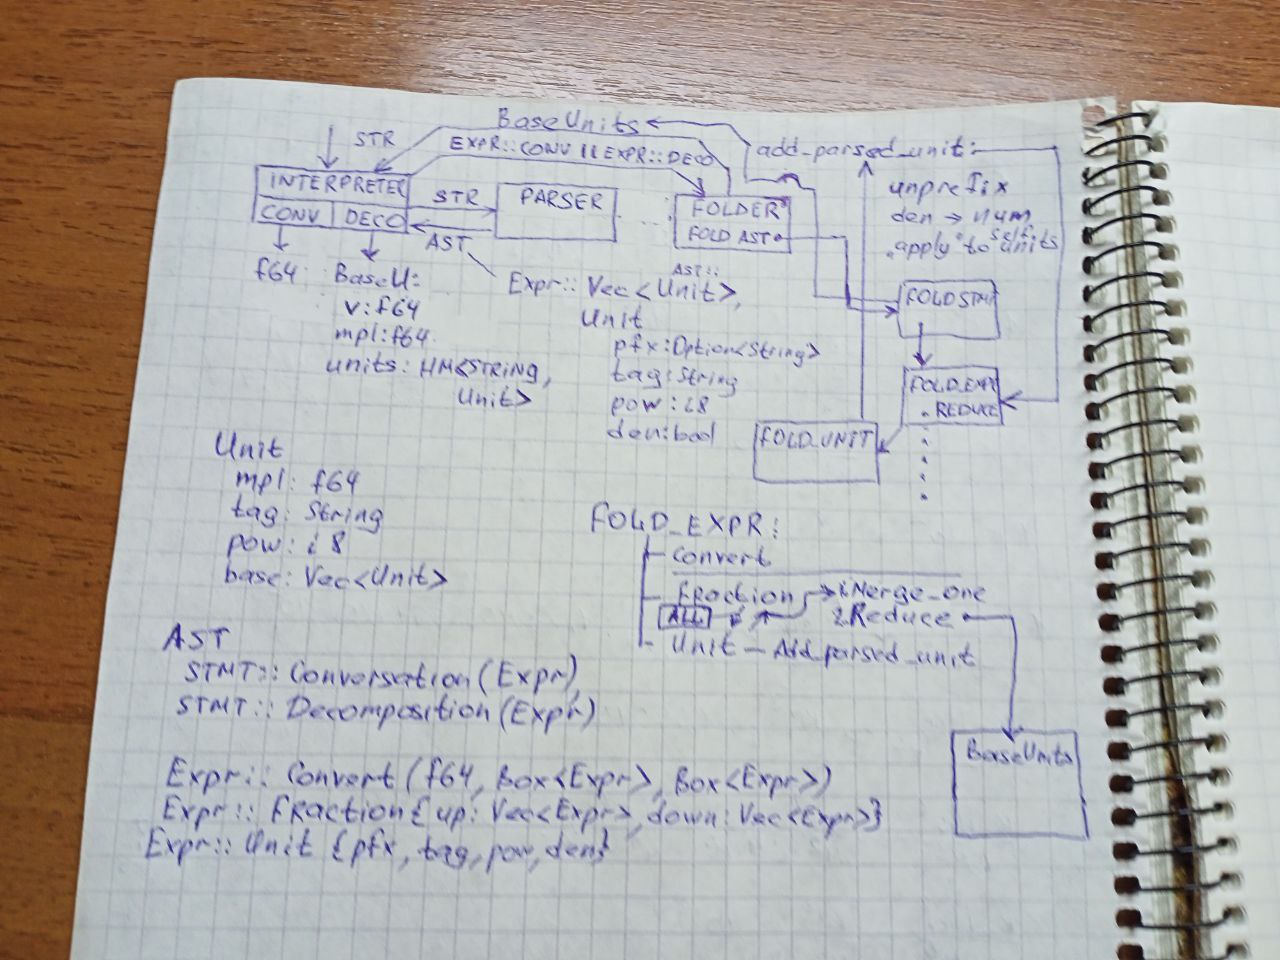 STR
BaseUnits
EXPR::CONV || EXPR::DECO
add_parsed_unit:
unprefix
den → num
self.
.apply to units
INTERPRETER
CONV | DECO
STR
AST
PARSER
FOLDER
FOLD AST
f64
BaseU:
v: f64
mpl: f64
units: HM<STRING,
Unit>
AST::
Expr:: Vec<Unit>,
Unit
pfx: Option<String>
tag: String
pow: i8
den: bool
FOLD STMT
FOLD_EXPR
. REDUCE
FOLD_UNIT
Unit
mpl: f64
tag: String
pow: i8
base: Vec<Unit>
FOLD_EXPR:
Convert
Fraction
1Merge_one
ALL
2Reduce
Unit — Add_parsed_unit
BaseUnits
AST
STMT:: Conversation (Expr),
STMT:: Decomposition (Expr)
Expr:: Convert (f64, Box<Expr>, Box<Expr>)
Expr:: Fraction { up: Vec<Expr>, down: Vec<Expr>}
Expr:: Unit {pfx, tag, pow, den}